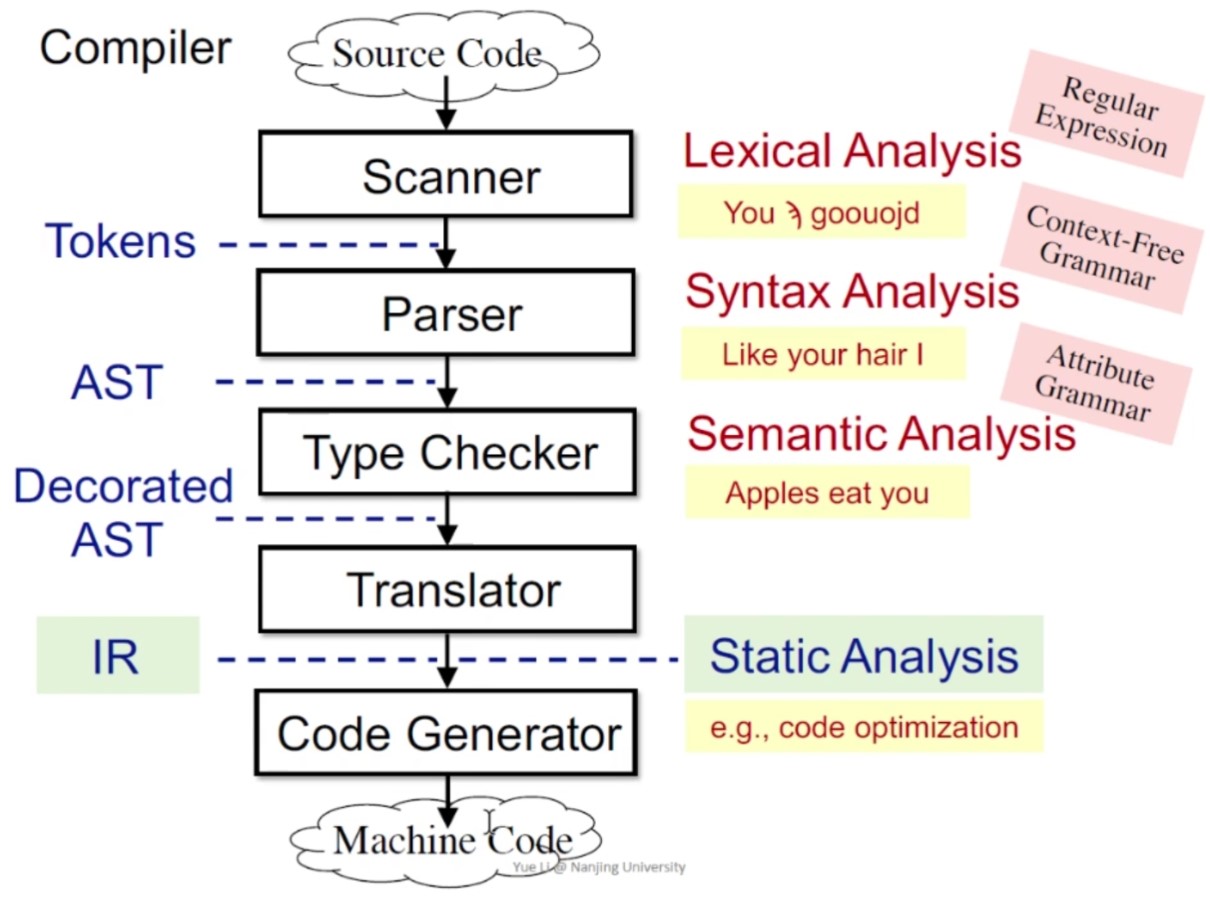 Compiler
Source Code
Regular
Expression
Scanner
Lexical Analysis
You ϡ goouojd
Tokens
Context-Free
Grammar
Parser
Syntax Analysis
Like your hair I
AST
Attribute
Grammar
Type Checker
Semantic Analysis
Apples eat you
Decorated
AST
Translator
IR
Static Analysis
Code Generator
e.g., code optimization
Machine Code
Yue Li @ Nanjing University